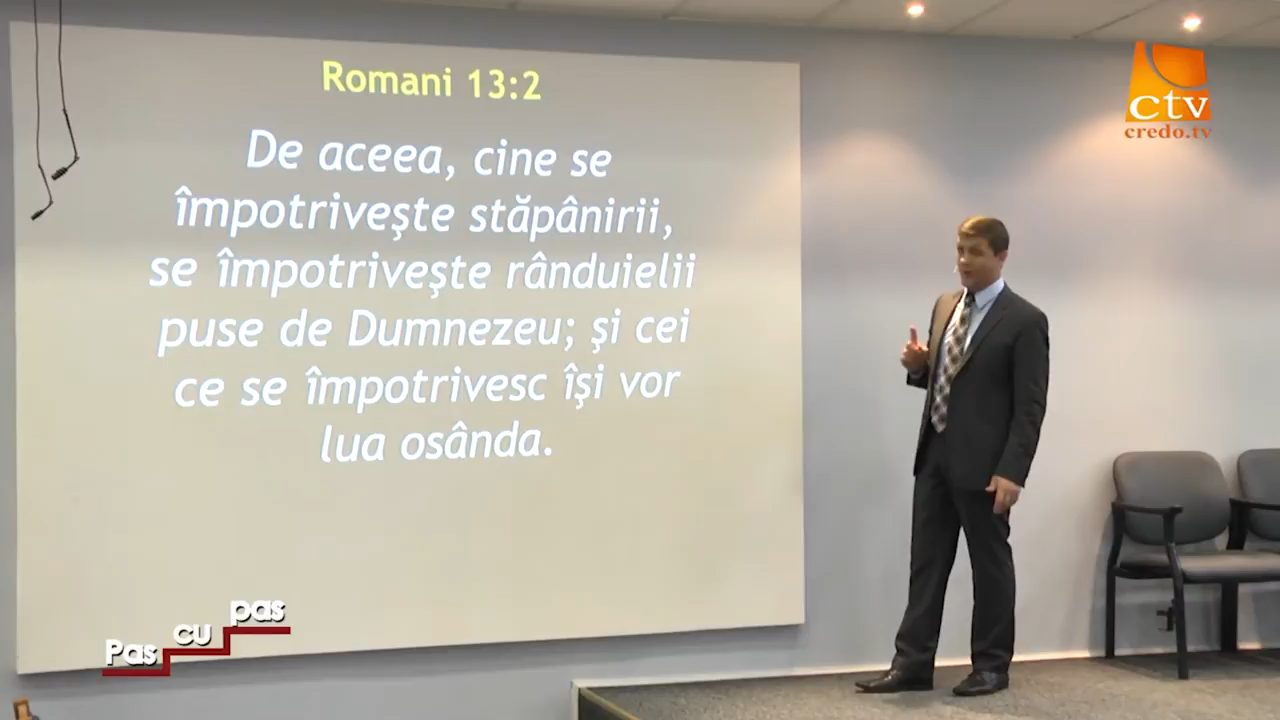 Romani 13:2
De aceea, cine se
împotriveşte stăpânirii,
se împotriveşte rânduielii
puse de Dumnezeu; şi cei
ce se împotrivesc îşi vor
lua osânda.
ctv
credo.tv
Pas cu pas